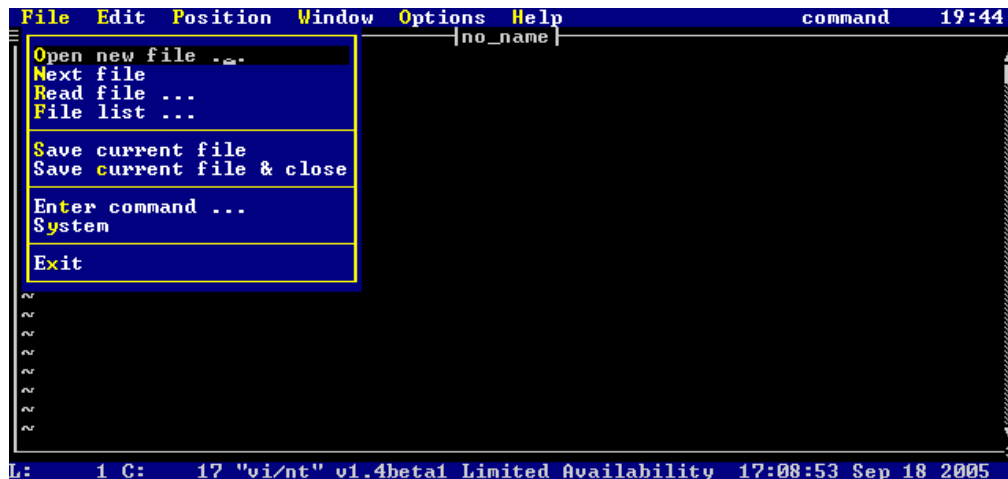 File Edit Position Window Options Help command 19:44
no_name
Open new file ...
Next file
Read file ...
File list ...
Save current file
Save current file & close
Enter command ...
System
Exit
~
~
~
~
~
~
~
~
L: 1 C: 17 "vi/nt" v1.4beta1 Limited Availability 17:08:53 Sep 18 2005